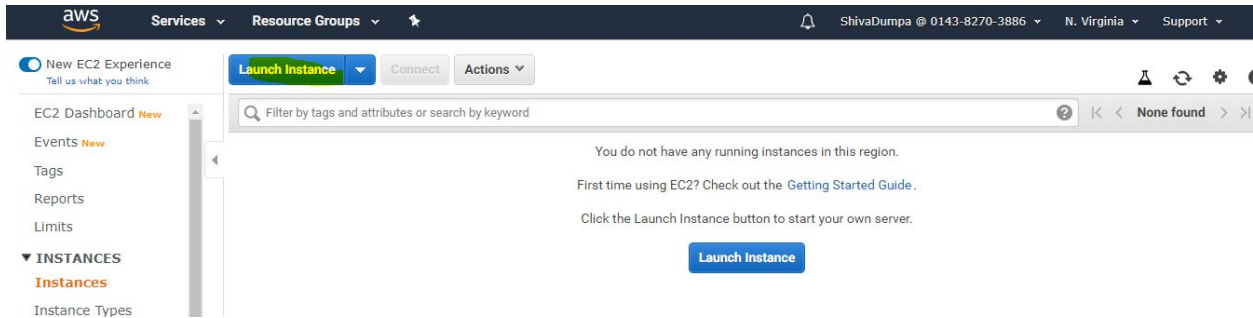 aws Services Resource Groups ShivaDumpa @ 0143-8270-3886 N. Virginia Support
New EC2 Experience
Tell us what you think
Launch Instance Connect Actions
EC2 Dashboard New
Filter by tags and attributes or search by keyword None found
Events New
Tags
Reports
Limits
INSTANCES
Instances
Instance Types
You do not have any running instances in this region.
First time using EC2? Check out the Getting Started Guide.
Click the Launch Instance button to start your own server.
Launch Instance